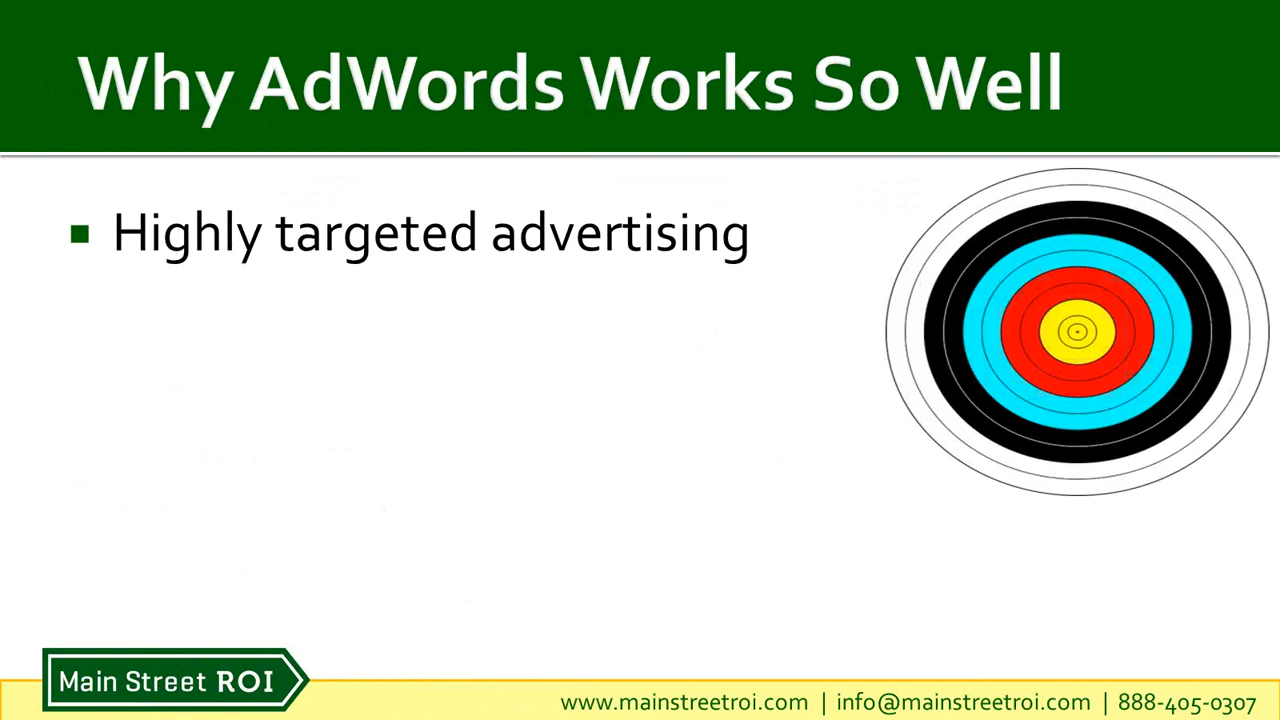 Why AdWords Works So Well
Highly targeted advertising
Main Street ROI
www.mainstreetroi.com | info@mainstreetroi.com | 888-405-0307